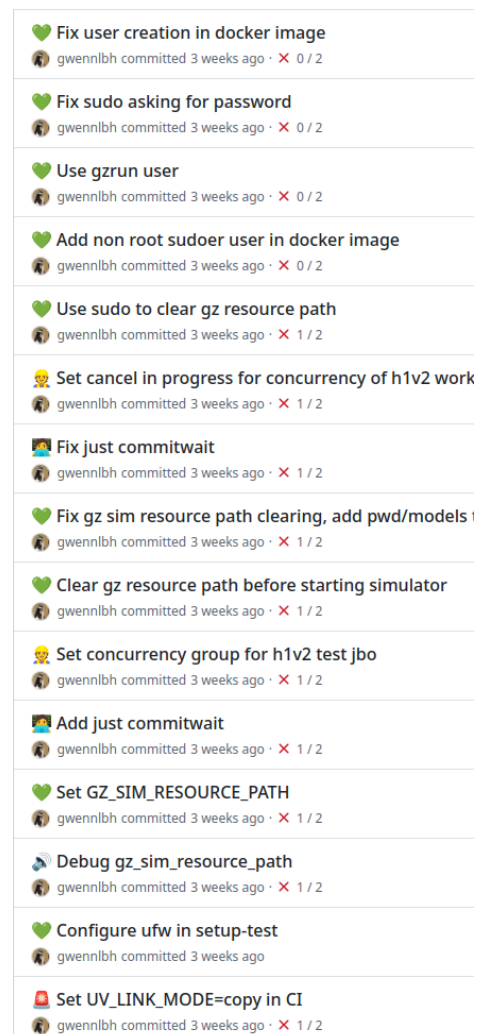 💚 Fix user creation in docker image
gwennlbh committed 3 weeks ago · ✕ 0 / 2
💚 Fix sudo asking for password
gwennlbh committed 3 weeks ago · ✕ 0 / 2
💚 Use gzrun user
gwennlbh committed 3 weeks ago · ✕ 0 / 2
💚 Add non root sudoer user in docker image
gwennlbh committed 3 weeks ago · ✕ 0 / 2
💚 Use sudo to clear gz resource path
gwennlbh committed 3 weeks ago · ✕ 1 / 2
👷 Set cancel in progress for concurrency of h1v2 work
gwennlbh committed 3 weeks ago · ✕ 1 / 2
🧑‍💻 Fix just commitwait
gwennlbh committed 3 weeks ago · ✕ 1 / 2
💚 Fix gz sim resource path clearing, add pwd/models
gwennlbh committed 3 weeks ago · ✕ 1 / 2
💚 Clear gz resource path before starting simulator
gwennlbh committed 3 weeks ago · ✕ 1 / 2
👷 Set concurrency group for h1v2 test jbo
gwennlbh committed 3 weeks ago · ✕ 1 / 2
🧑‍💻 Add just commitwait
gwennlbh committed 3 weeks ago · ✕ 1 / 2
💚 Set GZ_SIM_RESOURCE_PATH
gwennlbh committed 3 weeks ago · ✕ 1 / 2
🔊 Debug gz_sim_resource_path
gwennlbh committed 3 weeks ago · ✕ 1 / 2
💚 Configure ufw in setup-test
gwennlbh committed 3 weeks ago
🚨 Set UV_LINK_MODE=copy in CI
gwennlbh committed 3 weeks ago · ✕ 1 / 2